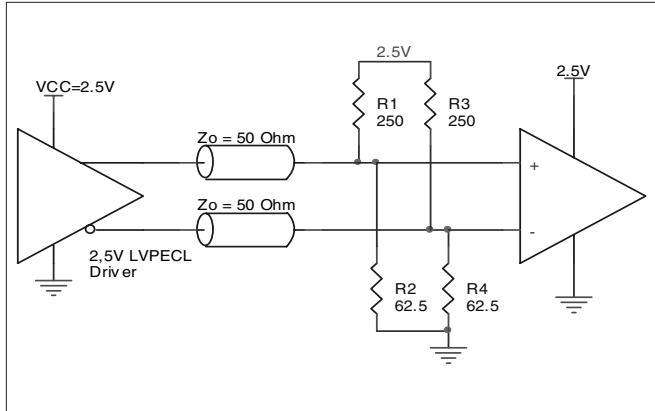 2.5V
2.5V
VCC=2.5V
R1
250
R3
250
Zo = 50 Ohm
+
Zo = 50 Ohm
-
2,5V LVPECL
Driver
R2
62.5
R4
62.5